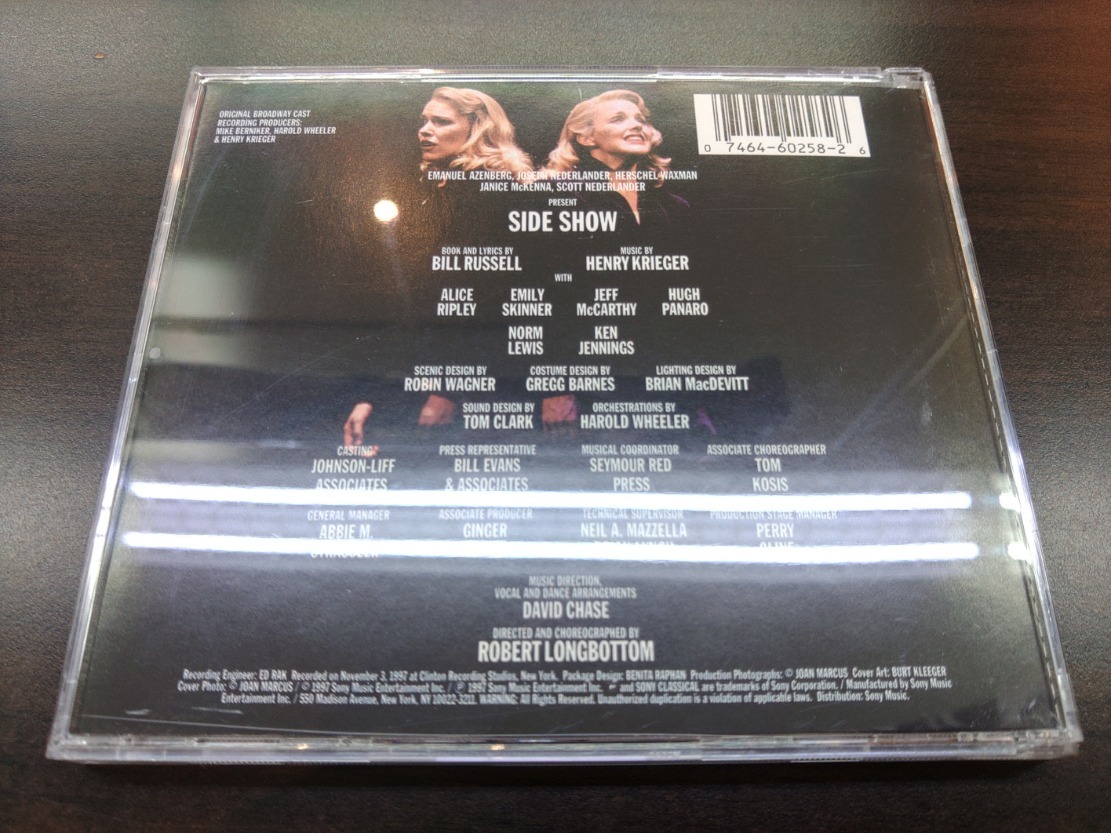 ORIGINAL BROADWAY CAST
RECORDING PRODUCERS:
MIKE BERNIKER, HAROLD WHEELER
& HENRY KRIEGER
0 7464-60258-2 6
EMANUEL AZENBERG, JOSEPH NEDERLANDER, HERSCHEL WAXMAN
JANICE McKENNA, SCOTT NEDERLANDER
PRESENT
SIDE SHOW
BOOK AND LYRICS BY MUSIC BY
BILL RUSSELL HENRY KRIEGER
WITH
ALICE EMILY JEFF HUGH
RIPLEY SKINNER McCARTHY PANARO
NORM KEN
LEWIS JENNINGS
SCENIC DESIGN BY COSTUME DESIGN BY LIGHTING DESIGN BY
ROBIN WAGNER GREGG BARNES BRIAN MacDEVITT
SOUND DESIGN BY ORCHESTRATIONS BY
TOM CLARK HAROLD WHEELER
CASTING PRESS REPRESENTATIVE MUSICAL COORDINATOR ASSOCIATE CHOREOGRAPHER
JOHNSON-LIFF BILL EVANS SEYMOUR RED TOM
ASSOCIATES & ASSOCIATES PRESS KOSIS
GENERAL MANAGER ASSOCIATE PRODUCER TECHNICAL SUPERVISOR PRODUCTION STAGE MANAGER
ABBIE M. GINGER NEIL A. MAZZELLA PERRY
MUSIC DIRECTION,
VOCAL AND DANCE ARRANGEMENTS
DAVID CHASE
DIRECTED AND CHOREOGRAPHED BY
ROBERT LONGBOTTOM
Recording Engineer: ED RAK Recorded on November 3, 1997 at Clinton Recording Studios, New York. Package Design: BENITA RAPHAN Production Photographs: © JOAN MARCUS Cover Art: BURT KLEEGER
Cover Photo: © JOAN MARCUS / © 1997 Sony Music Entertainment Inc. / ℗ 1997 Sony Music Entertainment Inc. and SONY CLASSICAL are trademarks of Sony Corporation. / Manufactured by Sony Music
Entertainment Inc. / 550 Madison Avenue, New York, NY 10022-3211. WARNING: All Rights Reserved. Unauthorized duplication is a violation of applicable laws. Distribution: Sony Music.